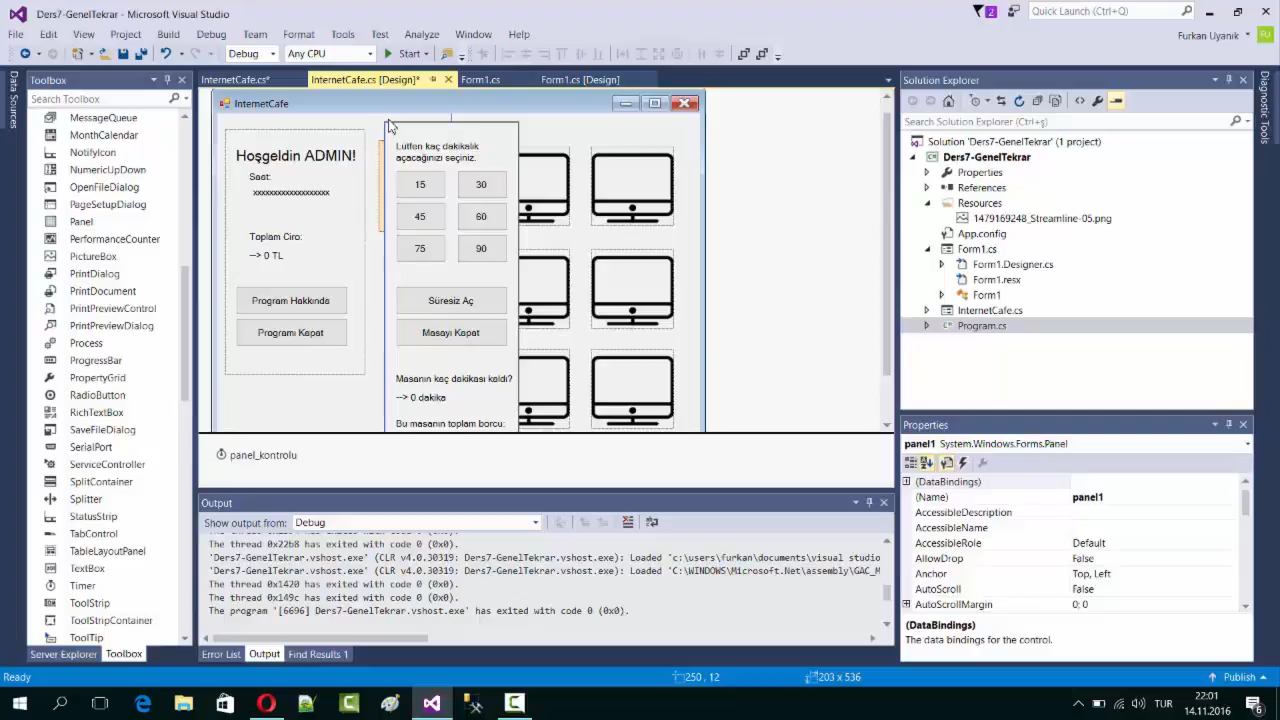 Ders7-GenelTekrar - Microsoft Visual Studio
2
Quick Launch (Ctrl+Q)
File Edit View Project Build Debug Team Format Tools Test Analyze Window Help
Furkan Uyanik
FU
Debug Any CPU Start
Data Sources
Toolbox
Search Toolbox
MessageQueue
MonthCalendar
NotifyIcon
NumericUpDown
OpenFileDialog
PageSetupDialog
Panel
PerformanceCounter
PictureBox
PrintDialog
PrintDocument
PrintPreviewControl
PrintPreviewDialog
Process
ProgressBar
PropertyGrid
RadioButton
RichTextBox
SaveFileDialog
SerialPort
ServiceController
SplitContainer
Splitter
StatusStrip
TabControl
TableLayoutPanel
TextBox
Timer
ToolStrip
ToolStripContainer
ToolTip
Server Explorer Toolbox
InternetCafe.cs* InternetCafe.cs [Design]* Form1.cs Form1.cs [Design]
InternetCafe
Hoşgeldin ADMIN!
Saat:
xxxxxxxxxxxxxxxxxxx
Toplam Ciro:
--> 0 TL
Program Hakkında
Programı Kapat
Lütfen kaç dakikalık
açacağınızı seçiniz.
15 30
45 60
75 90
Süresiz Aç
Masayı Kapat
Masanın kaç dakikası kaldı?
--> 0 dakika
Bu masanın toplam borcu:
panel_kontrolu
Output
Show output from: Debug
The thread 0x22b8 has exited with code 0 (0x0).
'Ders7-GenelTekrar.vshost.exe' (CLR v4.0.30319: Ders7-GenelTekrar.vshost.exe): Loaded 'c:\users\furkan\documents\visual studio
'Ders7-GenelTekrar.vshost.exe' (CLR v4.0.30319: Ders7-GenelTekrar.vshost.exe): Loaded 'C:\WINDOWS\Microsoft.Net\assembly\GAC_M
The thread 0x1420 has exited with code 0 (0x0).
The thread 0x149c has exited with code 0 (0x0).
The program '[6696] Ders7-GenelTekrar.vshost.exe' has exited with code 0 (0x0).
Error List Output Find Results 1
Solution Explorer
Search Solution Explorer (Ctrl+ş)
Solution 'Ders7-GenelTekrar' (1 project)
Ders7-GenelTekrar
Properties
References
Resources
1479169248_Streamline-05.png
App.config
Form1.cs
Form1.Designer.cs
Form1.resx
Form1
InternetCafe.cs
Program.cs
Diagnostic Tools
Properties
panel1 System.Windows.Forms.Panel
(DataBindings)
(Name) panel1
AccessibleDescription
AccessibleName
AccessibleRole Default
AllowDrop False
Anchor Top, Left
AutoScroll False
AutoScrollMargin 0; 0
(DataBindings)
The data bindings for the control.
Ready 250 , 12 203 x 536 Publish
TUR
22:01
14.11.2016
6